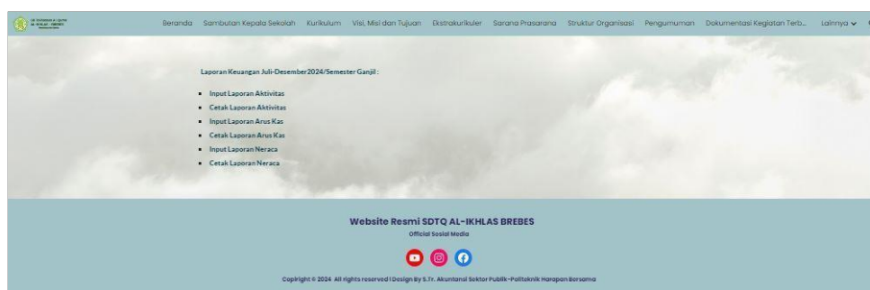 Beranda Sambutan Kepala Sekolah Kurikulum Visi, Misi dan Tujuan Ekstrakurikuler Sarana Prasarana Struktur Organisasi Pengumuman Dokumentasi Kegiatan Terb... Lainnya
Laporan Keuangan Juli-Desember 2024/Semester Ganjil :
Input Laporan Aktivitas
Cetak Laporan Aktivitas
Input Laporan Arus Kas
Cetak Laporan Arus Kas
Input Laporan Neraca
Cetak Laporan Neraca
Website Resmi SDTQ AL-IKHLAS BREBES
Official Sosial Media
Copiright © 2024 All rights reserved I Design By S.Tr. Akuntansi Sektor Publik-Politeknik Harapan Bersama